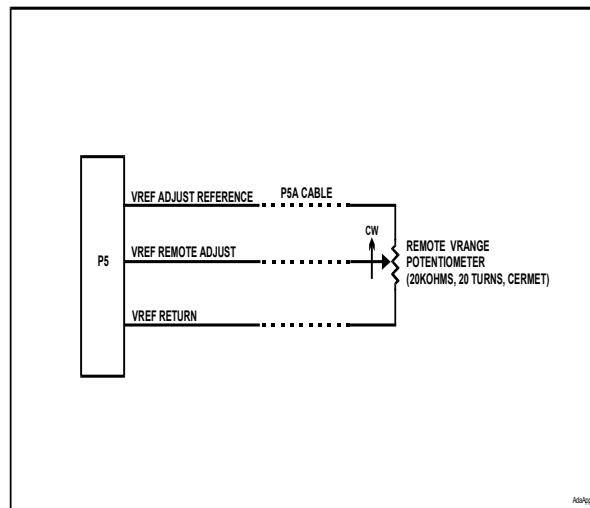 VREF ADJUST REFERENCE
P5A CABLE
CW
VREF REMOTE ADJUST
REMOTE VRANGE
POTENTIOMETER
(20KOHMS, 20 TURNS, CERMET)
P5
VREF RETURN
AdaApp